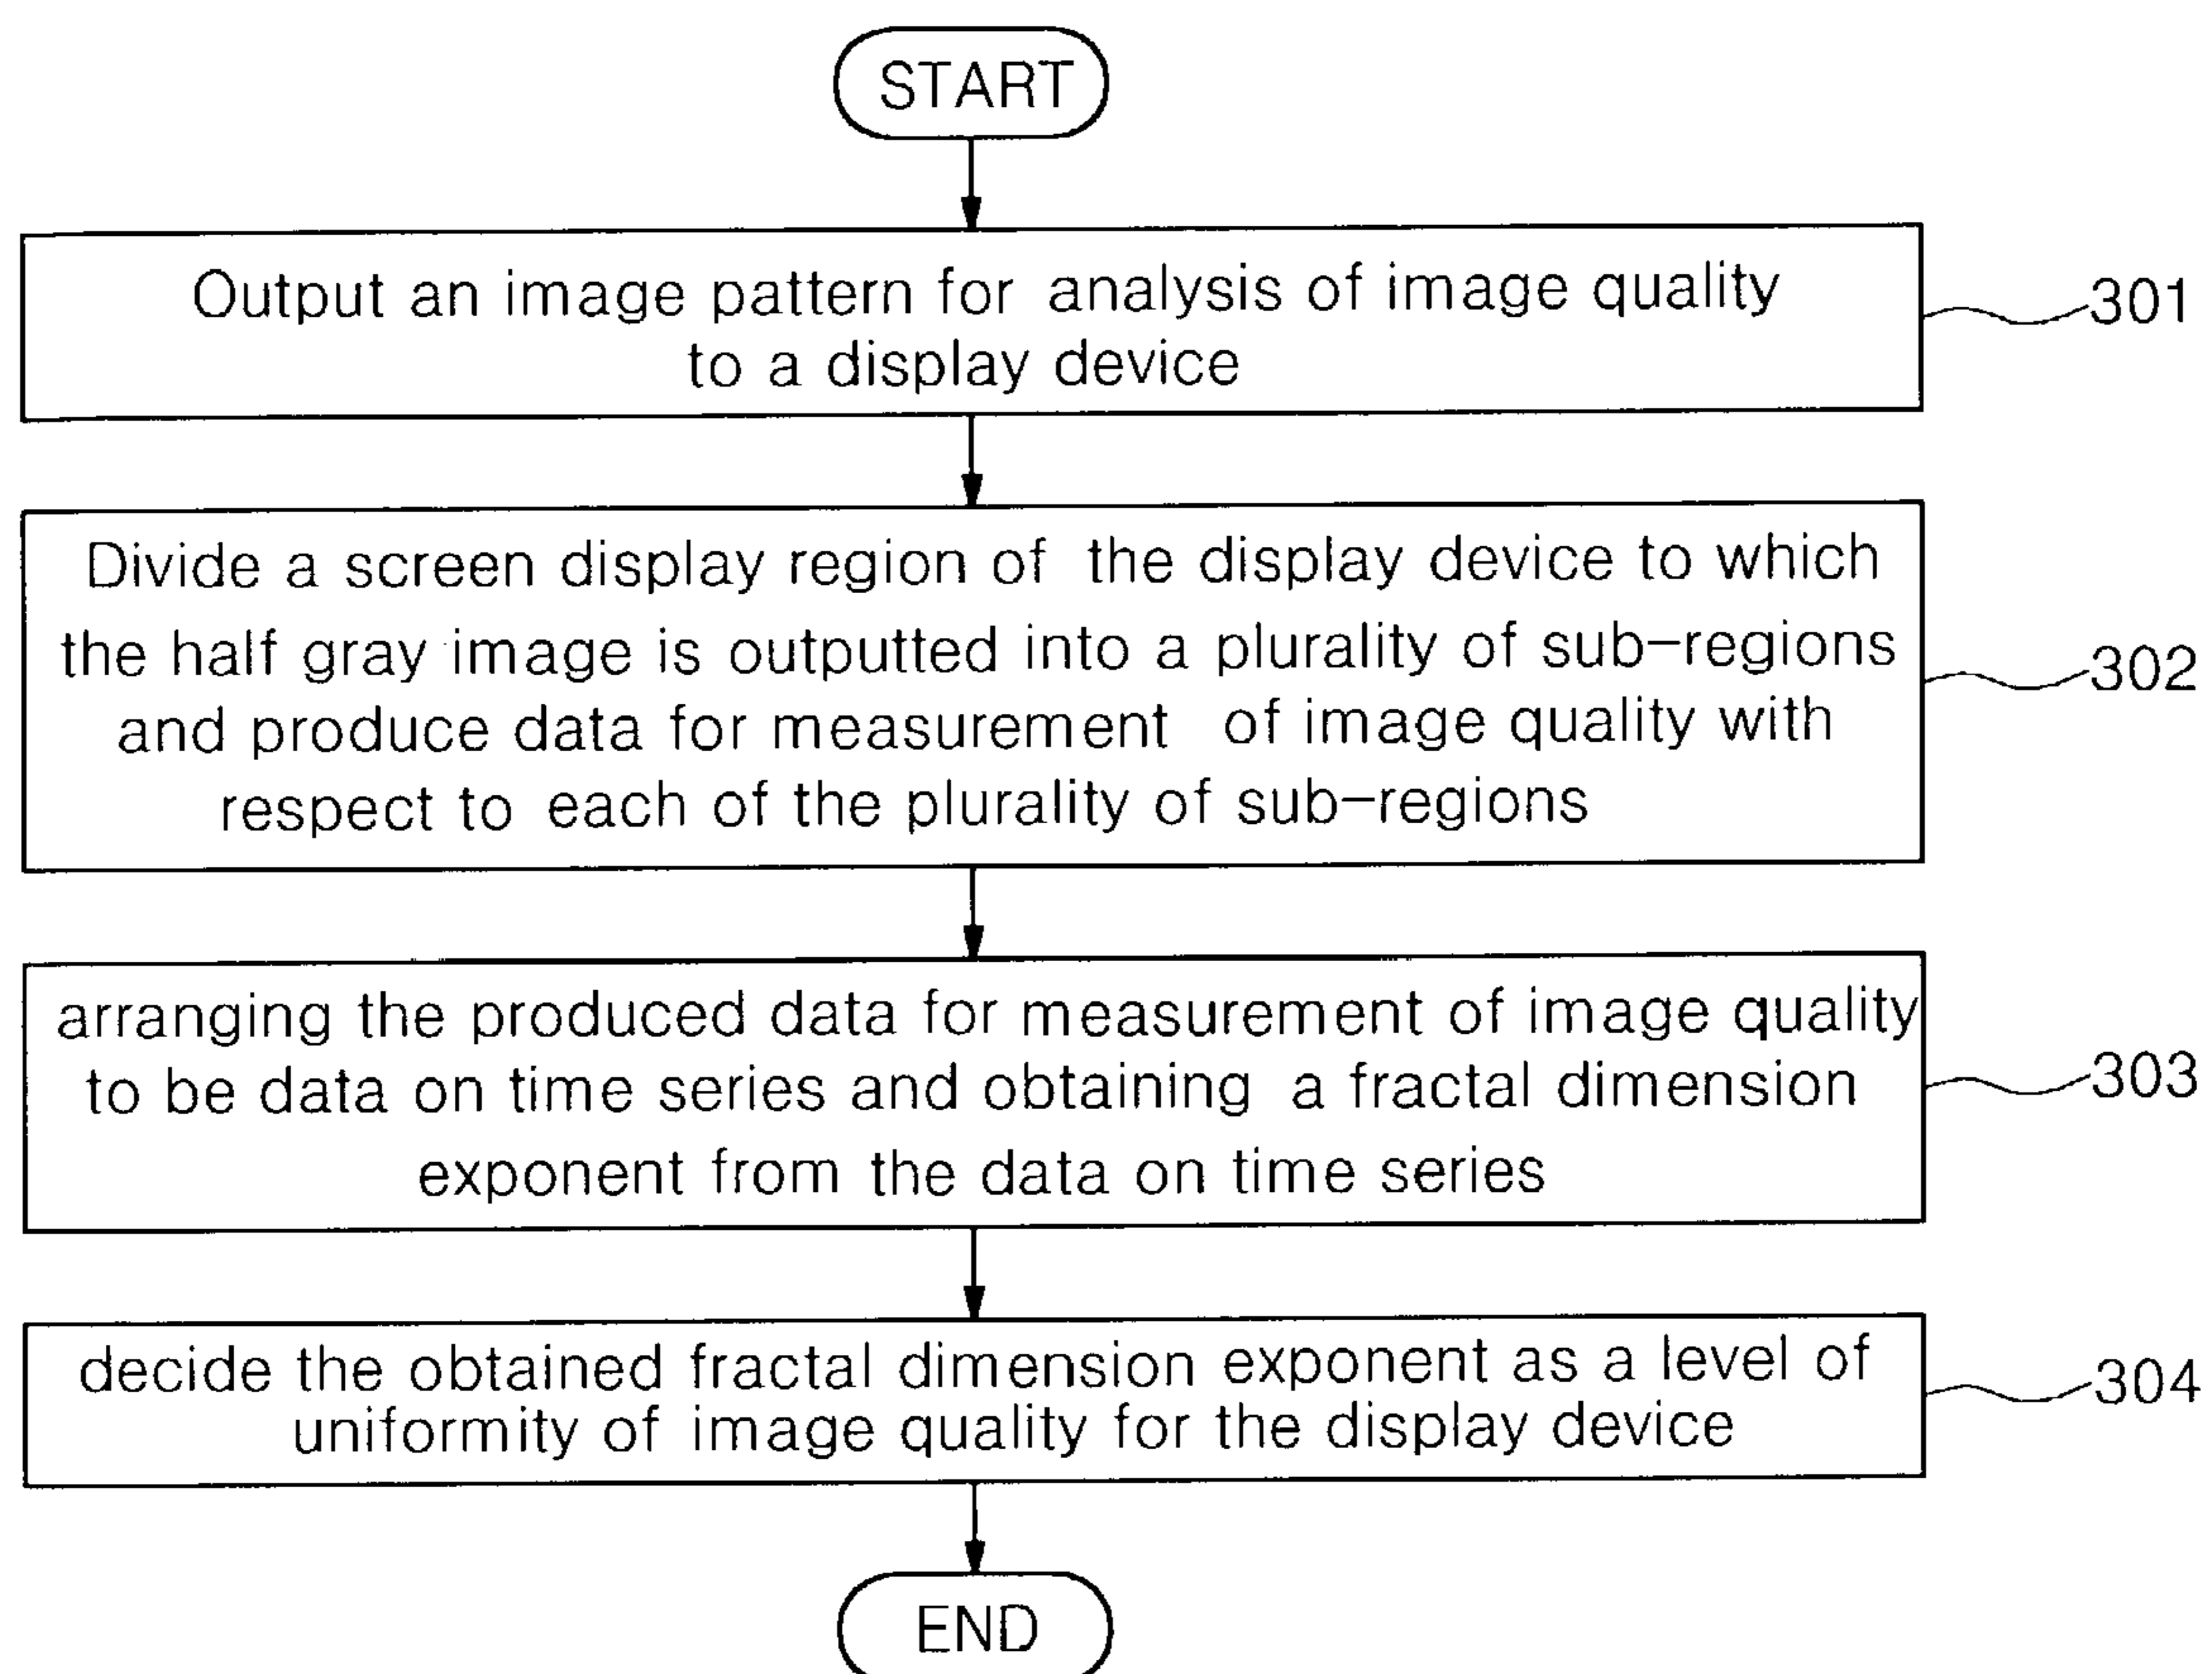 START
Output an image pattern for analysis of image quality
to a display device
301
Divide a screen display region of the display device to which
the half gray image is outputted into a plurality of sub-regions
and produce data for measurement of image quality with
respect to each of the plurality of sub-regions
302
arranging the produced data for measurement of image quality
to be data on time series and obtaining a fractal dimension
exponent from the data on time series
303
decide the obtained fractal dimension exponent as a level of
uniformity of image quality for the display device
304
END